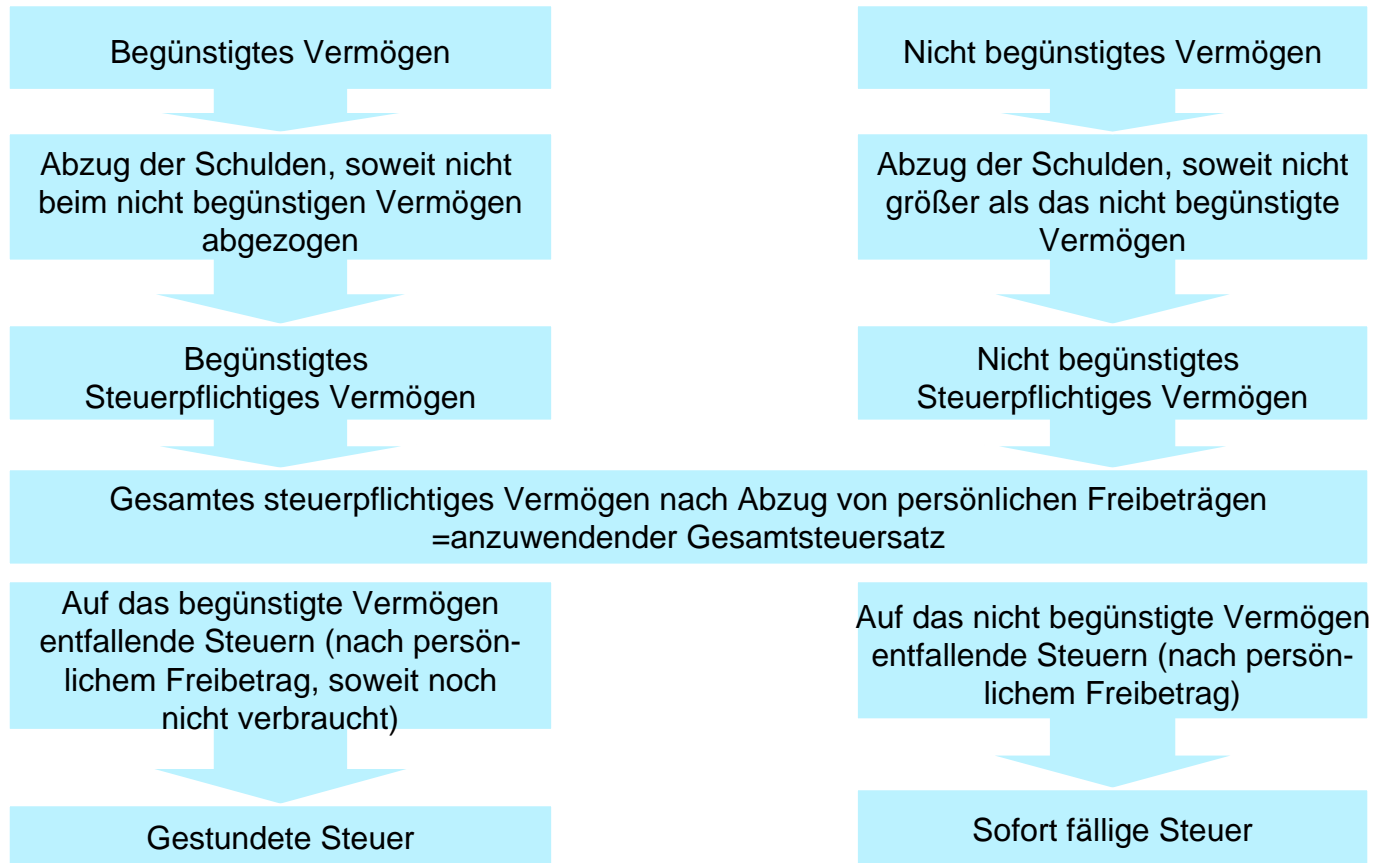 Begünstigtes Vermögen
Nicht begünstigtes Vermögen
Abzug der Schulden, soweit nicht
beim nicht begünstigen Vermögen
abgezogen
Abzug der Schulden, soweit nicht
größer als das nicht begünstigte
Vermögen
Begünstigtes
Steuerpflichtiges Vermögen
Nicht begünstigtes
Steuerpflichtiges Vermögen
Gesamtes steuerpflichtiges Vermögen nach Abzug von persönlichen Freibeträgen
=anzuwendender Gesamtsteuersatz
Auf das begünstigte Vermögen
entfallende Steuern (nach persön-
lichem Freibetrag, soweit noch
nicht verbraucht)
Auf das nicht begünstigte Vermögen
entfallende Steuern (nach persön-
lichem Freibetrag)
Gestundete Steuer
Sofort fällige Steuer